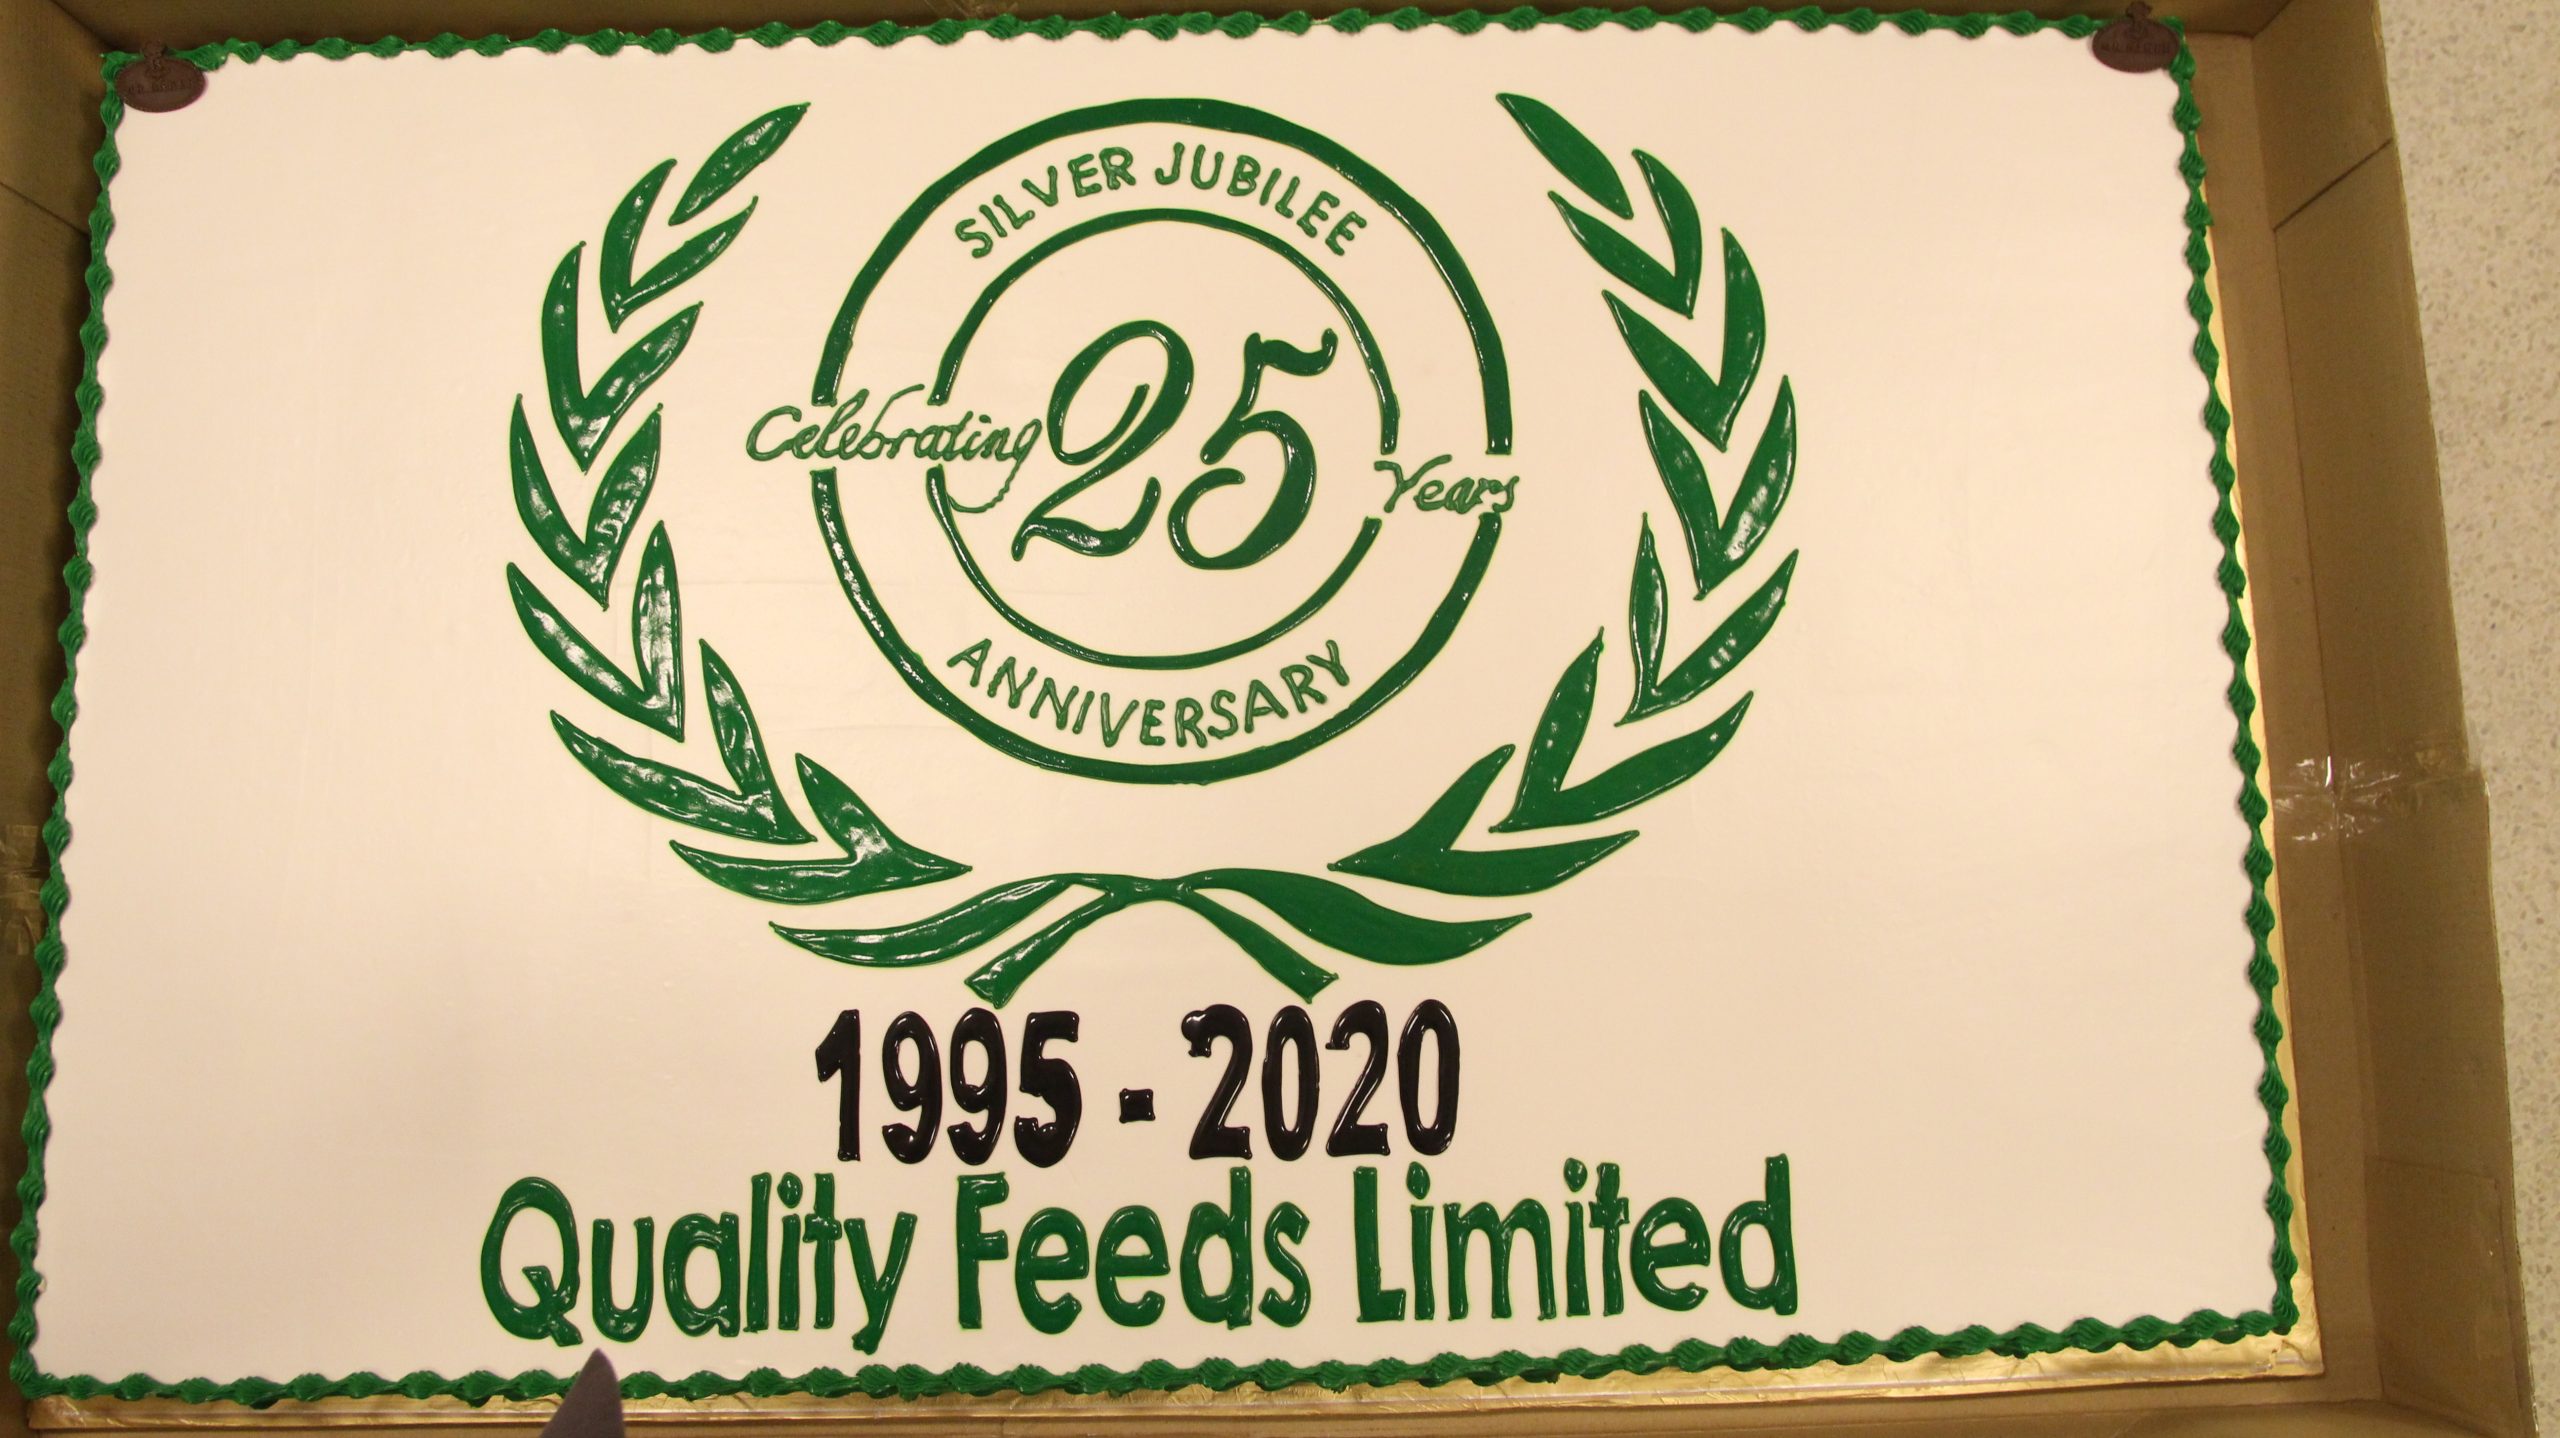 SILVER JUBILEE
Celebrating 25 Years
ANNIVERSARY
1995 - 2020
Quality Feeds Limited